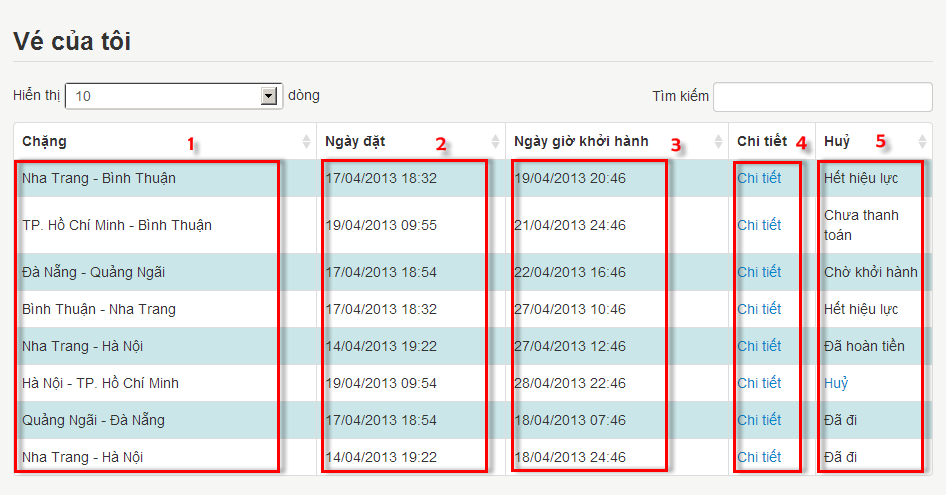 Vé của tôi
Hiển thị 10 dòng Tìm kiếm
Chặng 1 Ngày đặt 2 Ngày giờ khởi hành 3 Chi tiết 4 Huỷ 5
Nha Trang - Bình Thuận 17/04/2013 18:32 19/04/2013 20:46 Chi tiết Hết hiệu lực
TP. Hồ Chí Minh - Bình Thuận 19/04/2013 09:55 21/04/2013 24:46 Chi tiết Chưa thanh
toán
Đà Nẵng - Quảng Ngãi 17/04/2013 18:54 22/04/2013 16:46 Chi tiết Chờ khởi hành
Bình Thuận - Nha Trang 17/04/2013 18:32 27/04/2013 10:46 Chi tiết Hết hiệu lực
Nha Trang - Hà Nội 14/04/2013 19:22 27/04/2013 12:46 Chi tiết Đã hoàn tiền
Hà Nội - TP. Hồ Chí Minh 19/04/2013 09:54 28/04/2013 22:46 Chi tiết Huỷ
Quảng Ngãi - Đà Nẵng 17/04/2013 18:54 18/04/2013 07:46 Chi tiết Đã đi
Nha Trang - Hà Nội 14/04/2013 19:22 18/04/2013 24:46 Chi tiết Đã đi